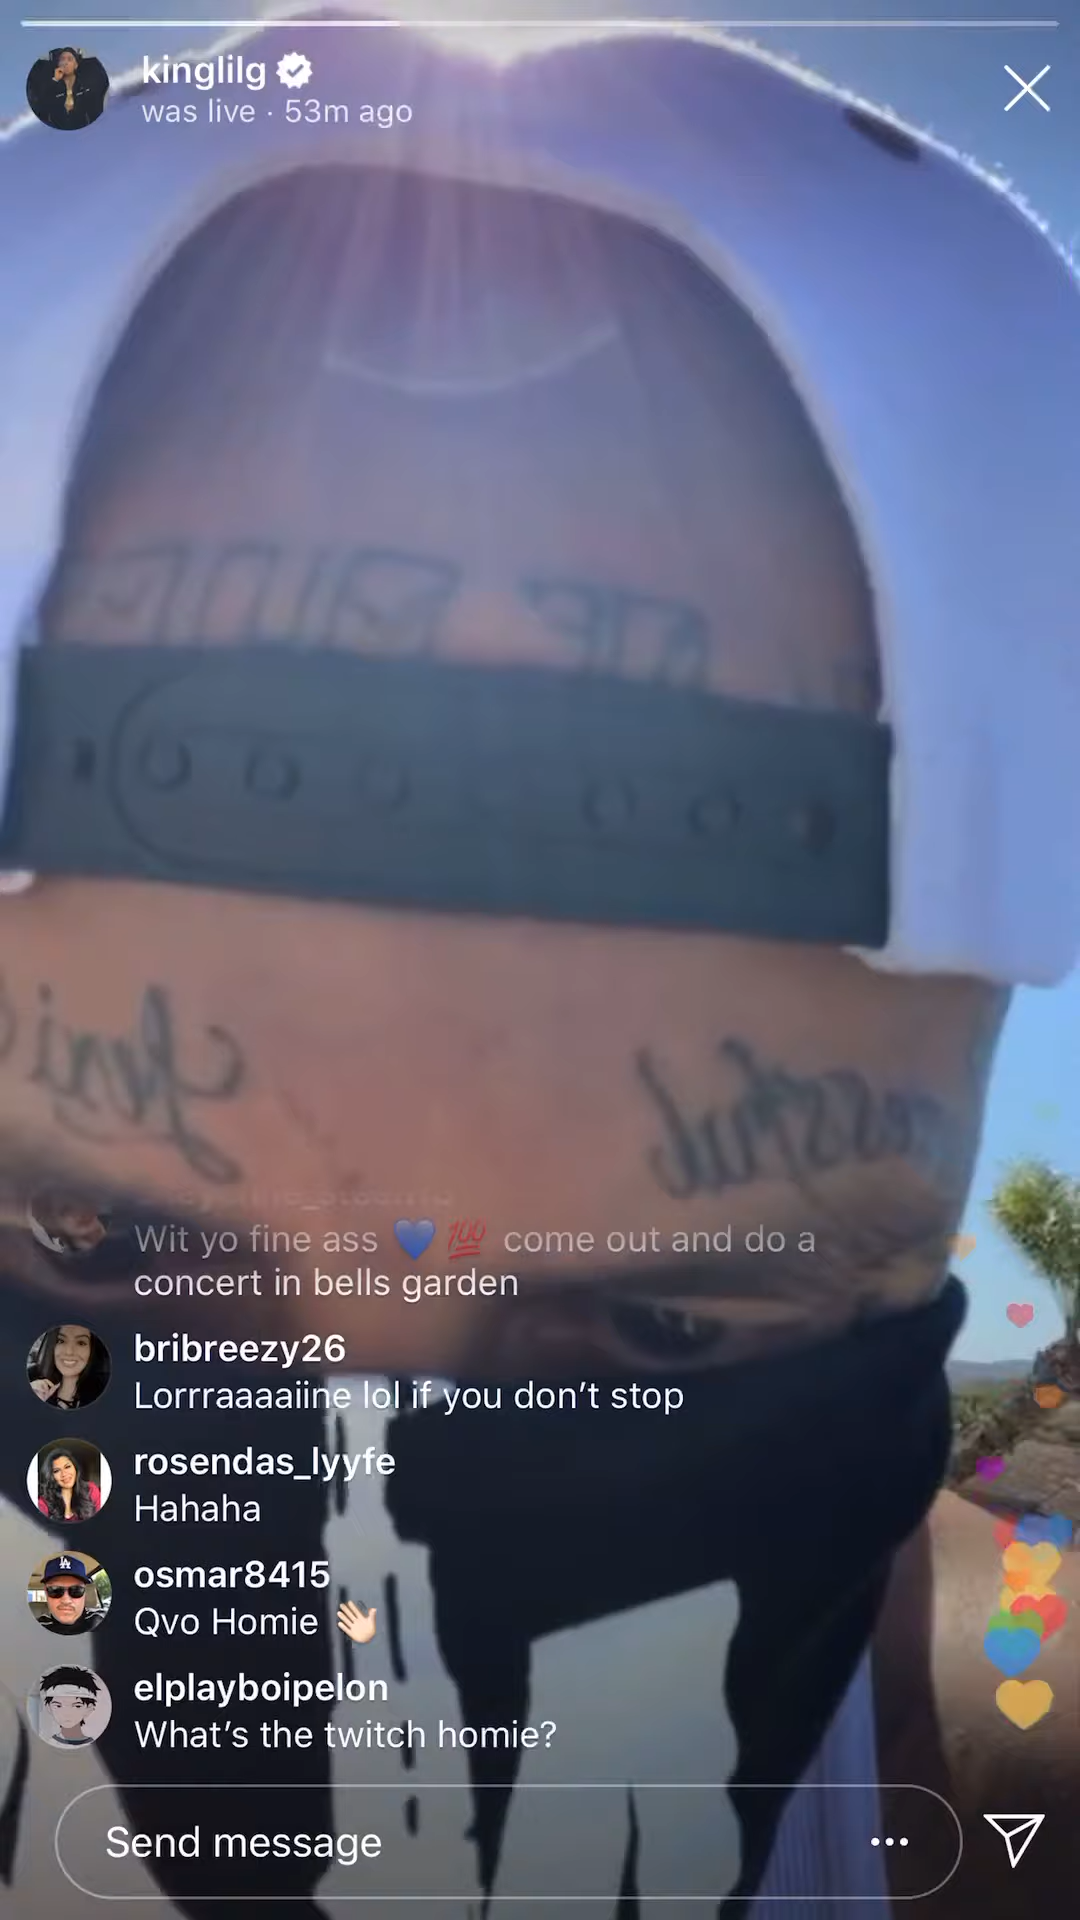 kinglilg
was live · 53m ago
Wit yo fine ass 💙 💯 come out and do a
concert in bells garden
bribreezy26
Lorrraaaaiine lol if you don’t stop
rosendas_lyyfe
Hahaha
osmar8415
Qvo Homie 👋🏻
elplayboipelon
What’s the twitch homie?
Send message